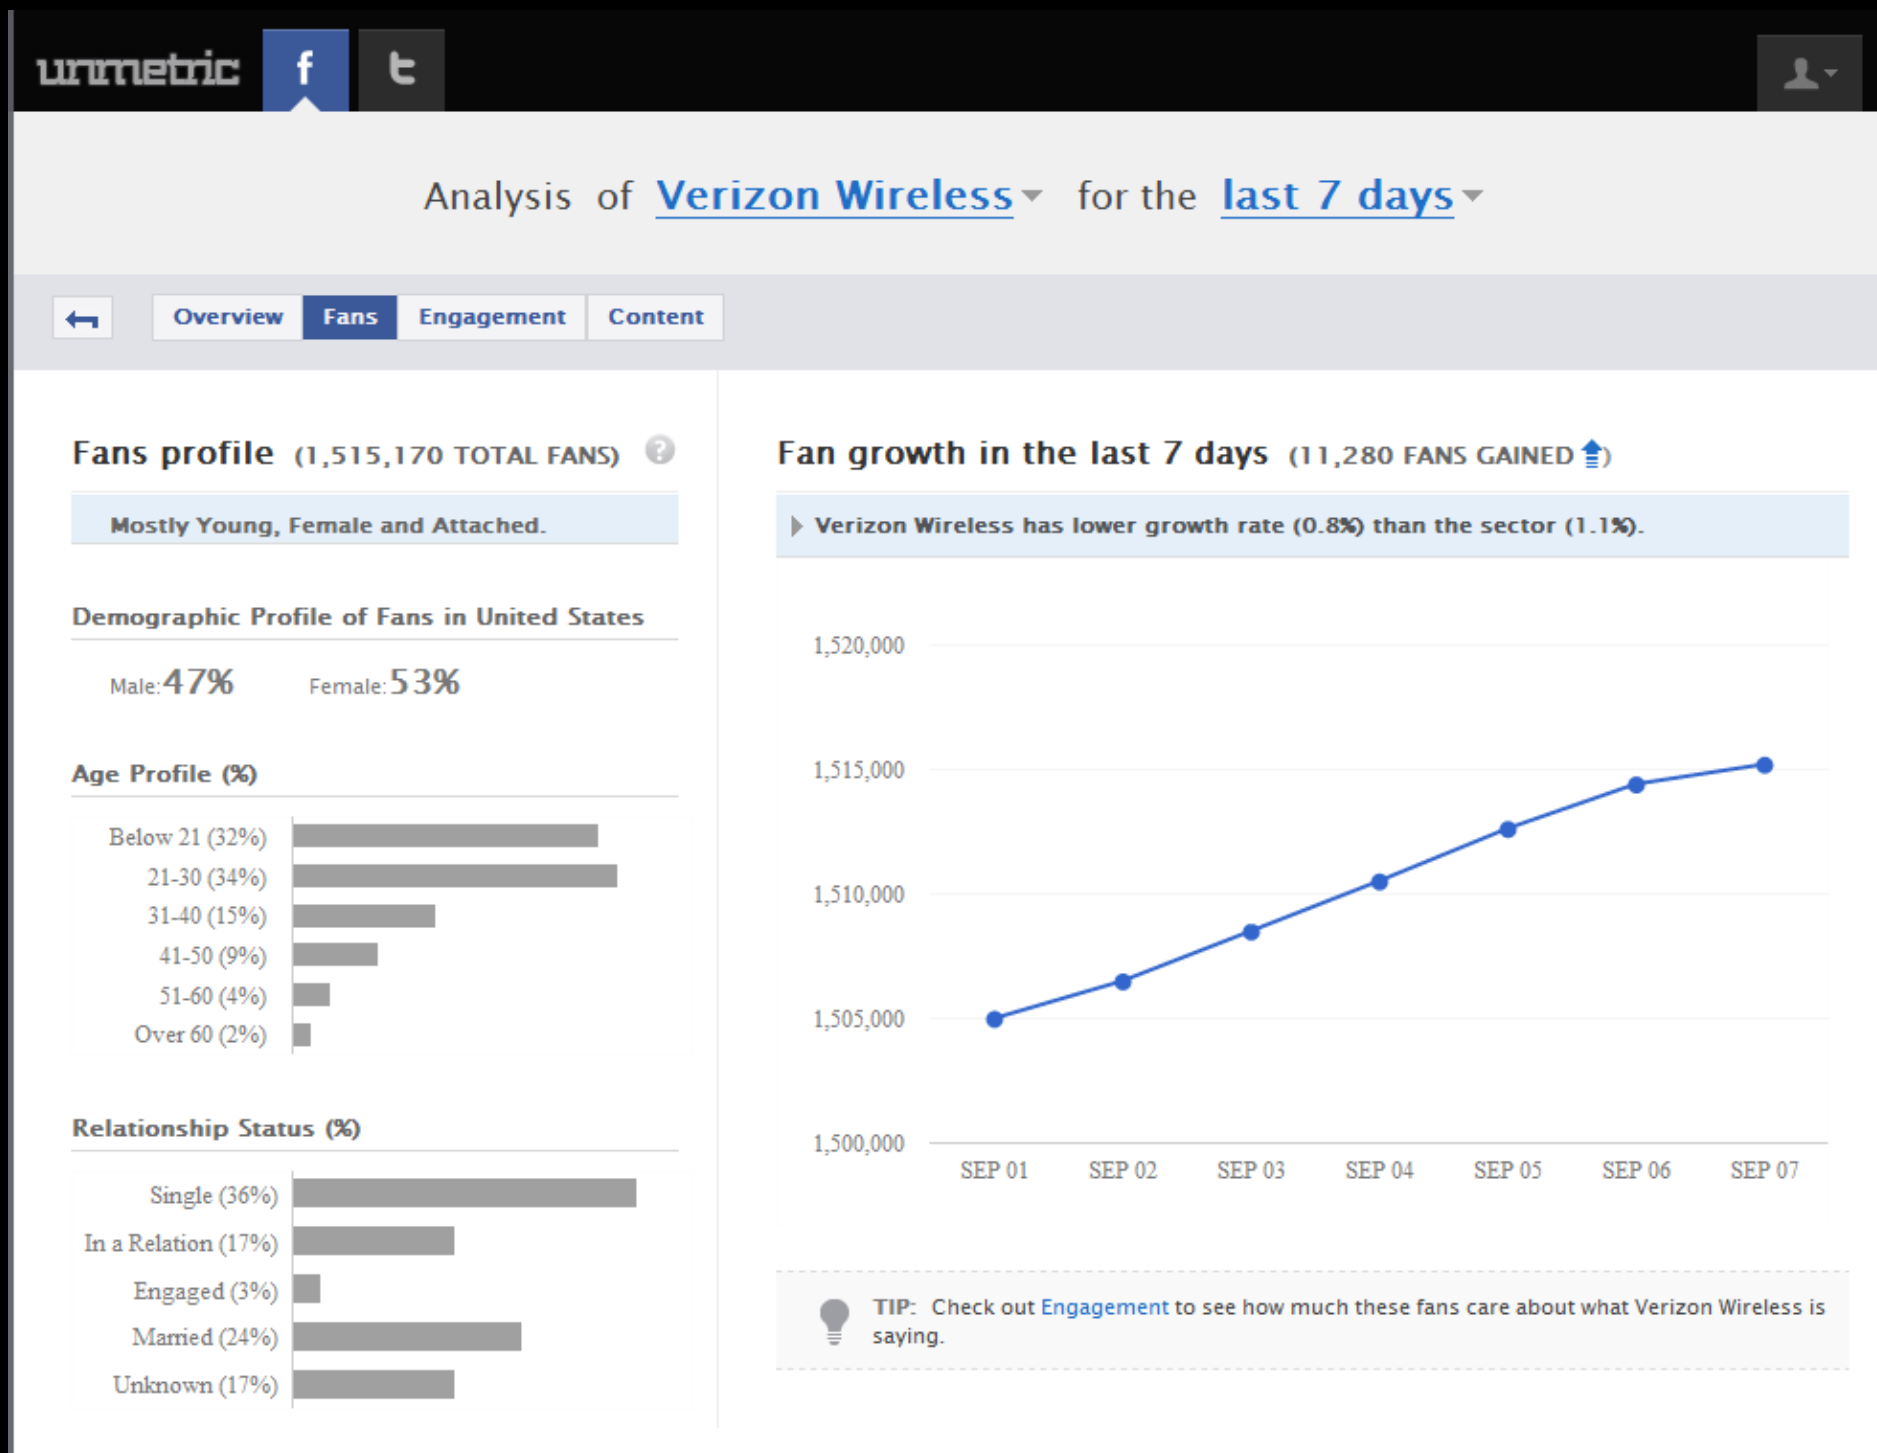 unmetric f t
Analysis of Verizon Wireless for the last 7 days
Overview Fans Engagement Content
Fans profile (1,515,170 TOTAL FANS) ?
Mostly Young, Female and Attached.
Demographic Profile of Fans in United States
Male: 47% Female: 53%
Age Profile (%)
Below 21 (32%)
21-30 (34%)
31-40 (15%)
41-50 (9%)
51-60 (4%)
Over 60 (2%)
Relationship Status (%)
Single (36%)
In a Relation (17%)
Engaged (3%)
Married (24%)
Unknown (17%)
Fan growth in the last 7 days (11,280 FANS GAINED )
Verizon Wireless has lower growth rate (0.8%) than the sector (1.1%).
1,520,000
1,515,000
1,510,000
1,505,000
1,500,000
SEP 01 SEP 02 SEP 03 SEP 04 SEP 05 SEP 06 SEP 07
TIP: Check out Engagement to see how much these fans care about what Verizon Wireless is
saying.